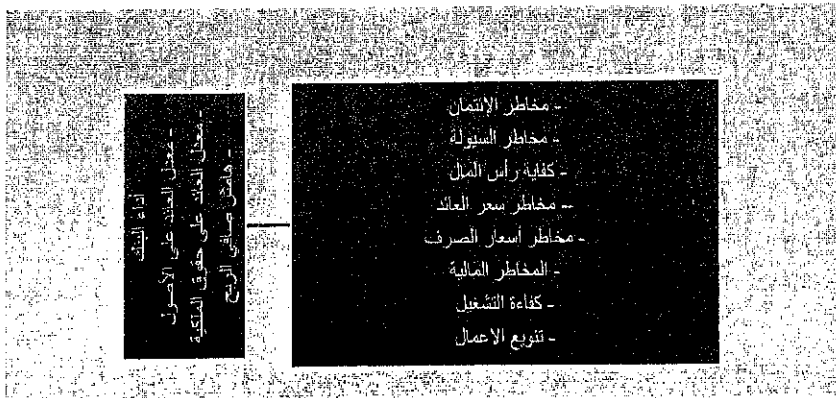 - مخاطر الإئتمان
- مخاطر السيولة
- كفاية رأس المال
- مخاطر سعر العائد
- مخاطر أسعار الصرف
- المخاطر المالية
- كفاءة التشغيل
- تنويع الاعمال
اداء البنك
- معدل العائد على الأصول
- معدل العائد على حقوق الملكية
- هامش صافي الربح